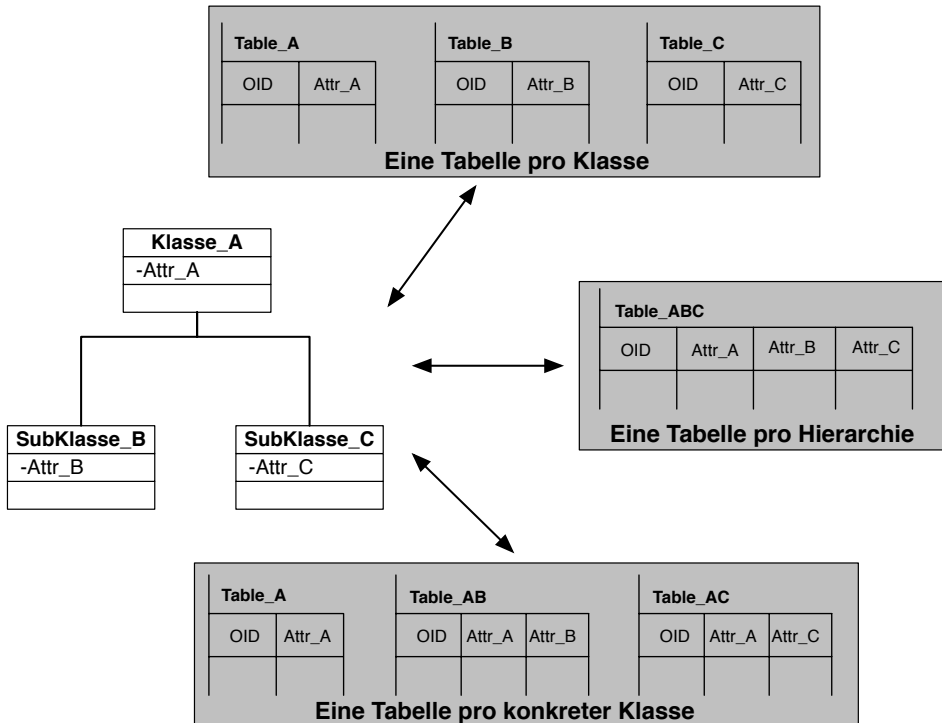 Table_A Table_B Table_C
OID Attr_A OID Attr_B OID Attr_C
Eine Tabelle pro Klasse
Klasse_A
-Attr_A
Table_ABC
OID Attr_A Attr_B Attr_C
Eine Tabelle pro Hierarchie
SubKlasse_B SubKlasse_C
-Attr_B -Attr_C
Table_A Table_AB Table_AC
OID Attr_A OID Attr_A Attr_B OID Attr_A Attr_C
Eine Tabelle pro konkreter Klasse